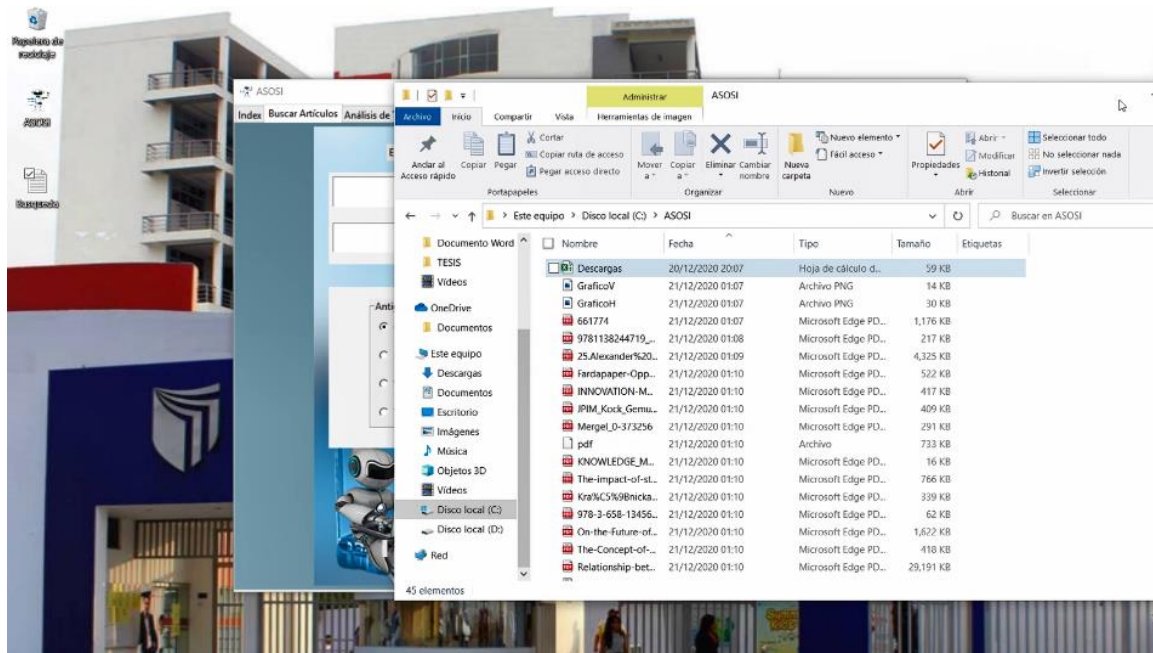 Papelera de
reciclaje
ASOSI
Busqueda
ASOSI
Index Buscar Artículos Análisis de
Anti
Administrar ASOSI
Archivo Inicio Compartir Vista Herramientas de imagen
Anclar al
Acceso rápido
Copiar
Pegar
Cortar
Copiar ruta de acceso
Pegar acceso directo
Portapapeles
Mover
a
Copiar
a
Eliminar
Cambiar
nombre
Organizar
Nueva
carpeta
Nuevo elemento
Fácil acceso
Nuevo
Propiedades
Abrir
Modificar
Historial
Abrir
Seleccionar todo
No seleccionar nada
Invertir selección
Seleccionar
Este equipo > Disco local (C:) > ASOSI
Buscar en ASOSI
Documento Word
TESIS
Vídeos
OneDrive
Documentos
Este equipo
Descargas
Documentos
Escritorio
Imágenes
Música
Objetos 3D
Vídeos
Disco local (C:)
Disco local (D:)
Red
Nombre Fecha Tipo Tamaño Etiquetas
Descargas 20/12/2020 20:07 Hoja de cálculo d... 59 KB
GraficoV 21/12/2020 01:07 Archivo PNG 14 KB
GraficoH 21/12/2020 01:07 Archivo PNG 30 KB
661774 21/12/2020 01:07 Microsoft Edge PD... 1,176 KB
9781138244719_... 21/12/2020 01:08 Microsoft Edge PD... 217 KB
25.Alexander%20... 21/12/2020 01:09 Microsoft Edge PD... 4,325 KB
Fardapaper-Opp... 21/12/2020 01:10 Microsoft Edge PD... 522 KB
INNOVATION-M... 21/12/2020 01:10 Microsoft Edge PD... 417 KB
JPIM_Kock_Gemu... 21/12/2020 01:10 Microsoft Edge PD... 409 KB
Mergel_0-373256 21/12/2020 01:10 Microsoft Edge PD... 291 KB
pdf 21/12/2020 01:10 Archivo 733 KB
KNOWLEDGE_M... 21/12/2020 01:10 Microsoft Edge PD... 16 KB
The-impact-of-st... 21/12/2020 01:10 Microsoft Edge PD... 766 KB
Kra%C5%9Bnicka... 21/12/2020 01:10 Microsoft Edge PD... 339 KB
978-3-658-13456... 21/12/2020 01:10 Microsoft Edge PD... 62 KB
On-the-Future-of... 21/12/2020 01:10 Microsoft Edge PD... 1,622 KB
The-Concept-of-... 21/12/2020 01:10 Microsoft Edge PD... 418 KB
Relationship-bet... 21/12/2020 01:10 Microsoft Edge PD... 29,191 KB
45 elementos